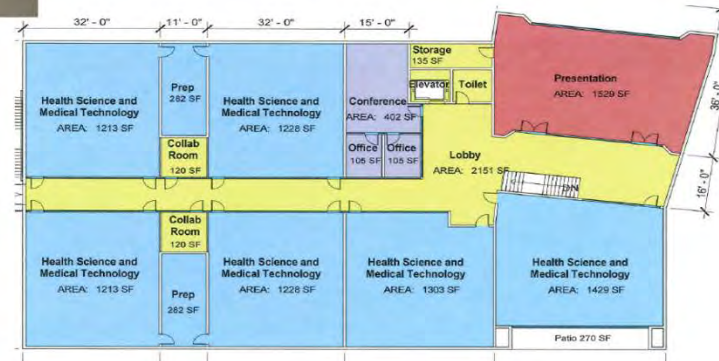 32' - 0" 11' - 0" 32' - 0" 15' - 0"
Storage
135 SF
Elevator
Toilet
Presentation
AREA: 1520 SF
36' - 0"
16' - 0"
Health Science and
Medical Technology
AREA: 1213 SF
Prep
282 SF
Collab
Room
120 SF
Health Science and
Medical Technology
AREA: 1228 SF
Conference
AREA: 402 SF
Office
105 SF
Office
105 SF
Lobby
AREA: 2151 SF
DN
Health Science and
Medical Technology
AREA: 1213 SF
Collab
Room
120 SF
Prep
282 SF
Health Science and
Medical Technology
AREA: 1228 SF
Health Science and
Medical Technology
AREA: 1303 SF
Health Science and
Medical Technology
AREA: 1429 SF
Patio 270 SF